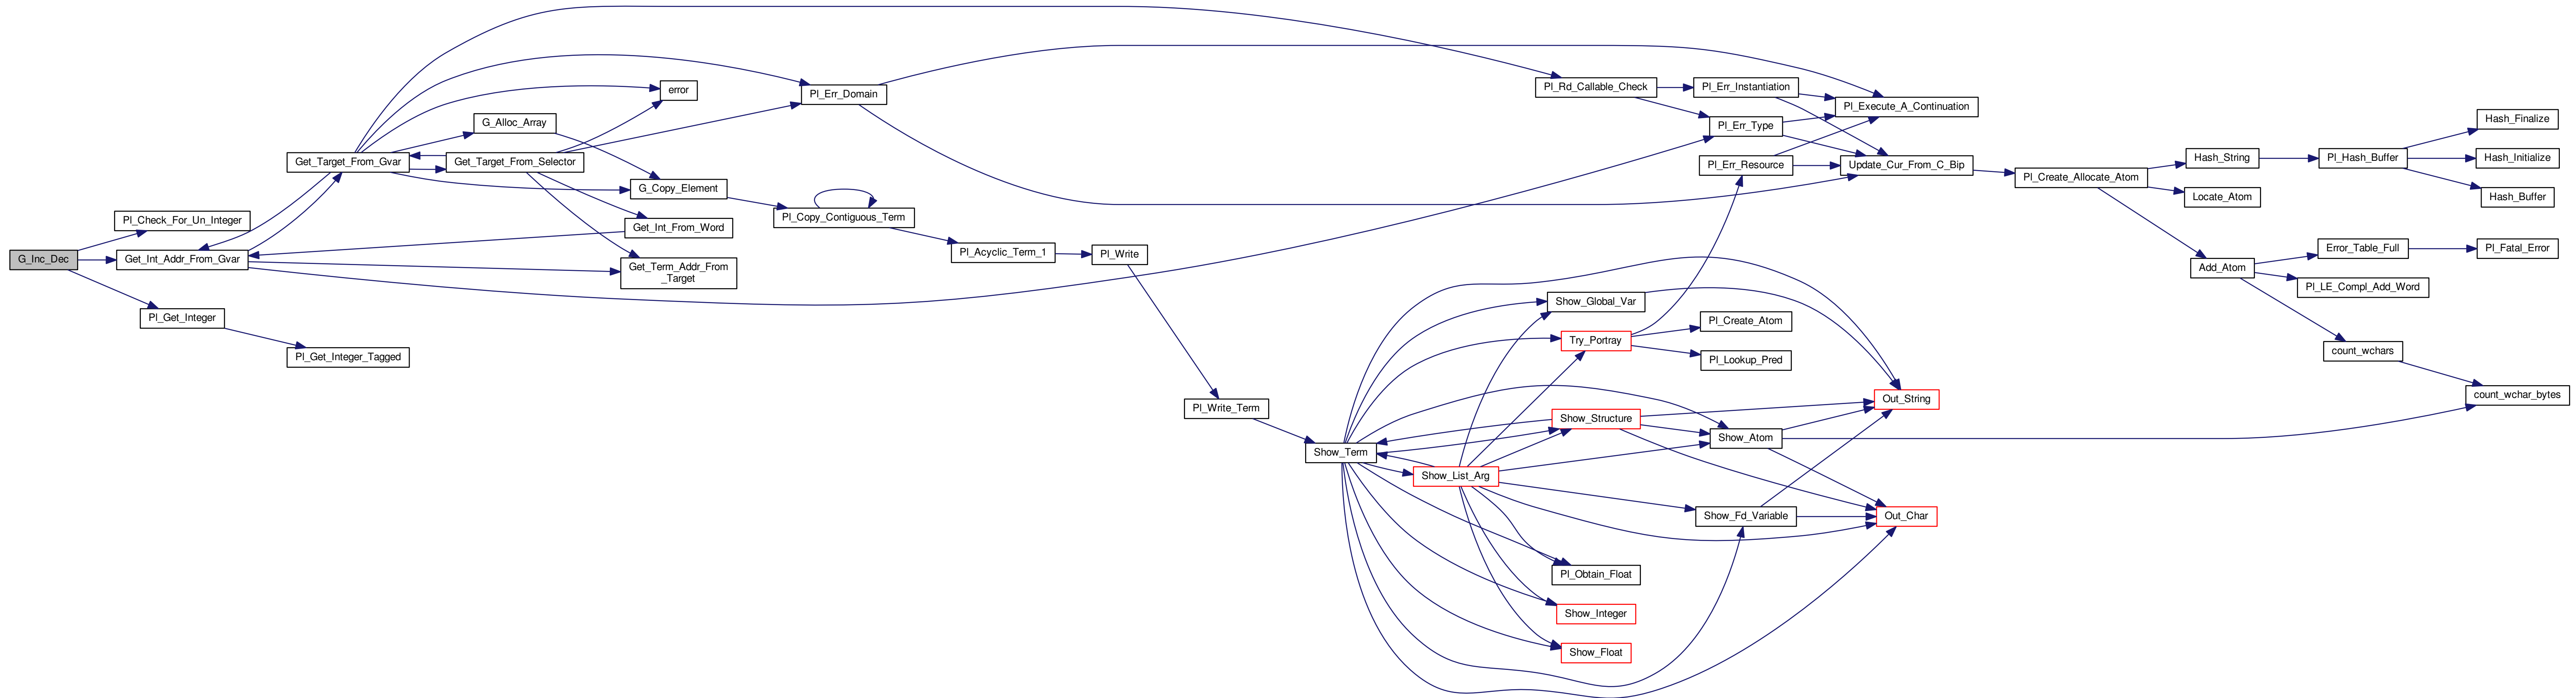 G_Inc_Dec
Pl_Check_For_Un_Integer
Get_Int_Addr_From_Gvar
Pl_Get_Integer
Pl_Get_Integer_Tagged
Get_Target_From_Gvar
G_Alloc_Array
Get_Target_From_Selector
error
G_Copy_Element
Get_Int_From_Word
Get_Term_Addr_From
_Target
Pl_Err_Domain
Pl_Copy_Contiguous_Term
Pl_Acyclic_Term_1
Pl_Write
Pl_Write_Term
Show_Term
Show_List_Arg
Pl_Rd_Callable_Check
Show_Global_Var
Try_Portray
Show_Structure
Pl_Obtain_Float
Show_Integer
Show_Float
Pl_Err_Instantiation
Pl_Err_Type
Pl_Err_Resource
Pl_Create_Atom
Pl_Lookup_Pred
Show_Atom
Show_Fd_Variable
Pl_Execute_A_Continuation
Update_Cur_From_C_Bip
Out_String
Out_Char
Pl_Create_Allocate_Atom
Hash_String
Locate_Atom
Add_Atom
Pl_Hash_Buffer
Error_Table_Full
Pl_LE_Compl_Add_Word
count_wchars
Hash_Finalize
Hash_Initialize
Hash_Buffer
Pl_Fatal_Error
count_wchar_bytes